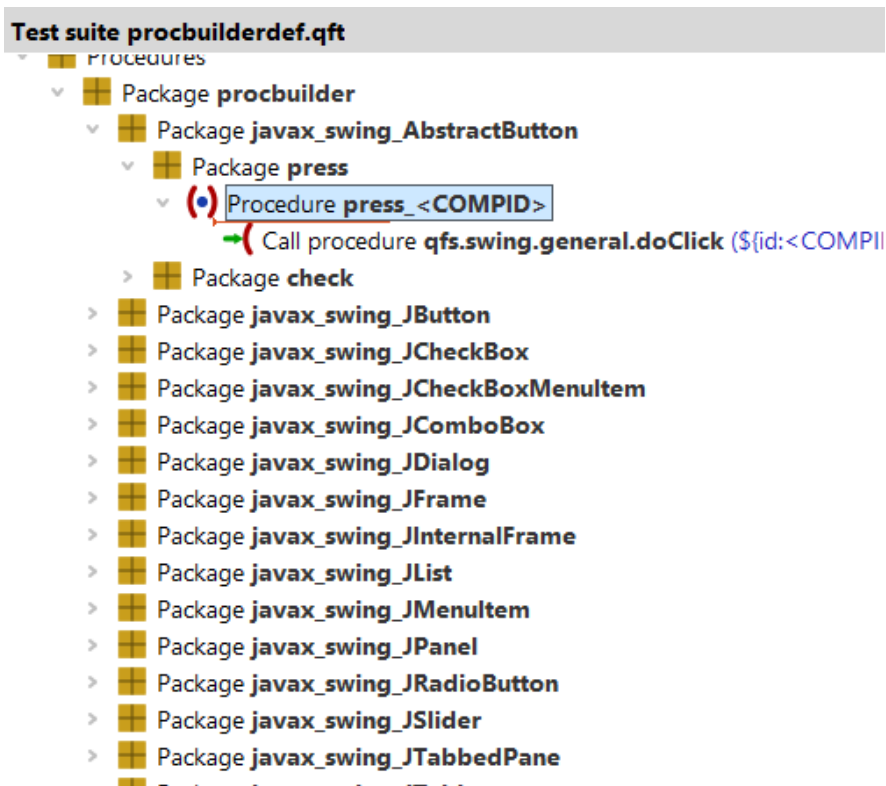 Test suite procbuilderdef.qft
Procedures
Package procbuilder
Package javax_swing_AbstractButton
Package press
Procedure press_<COMPID>
Call procedure qfs.swing.general.doClick (${id:<COMPI
Package check
Package javax_swing_JButton
Package javax_swing_JCheckBox
Package javax_swing_JCheckBoxMenuItem
Package javax_swing_JComboBox
Package javax_swing_JDialog
Package javax_swing_JFrame
Package javax_swing_JInternalFrame
Package javax_swing_JList
Package javax_swing_JMenuItem
Package javax_swing_JPanel
Package javax_swing_JRadioButton
Package javax_swing_JSlider
Package javax_swing_JTabbedPane